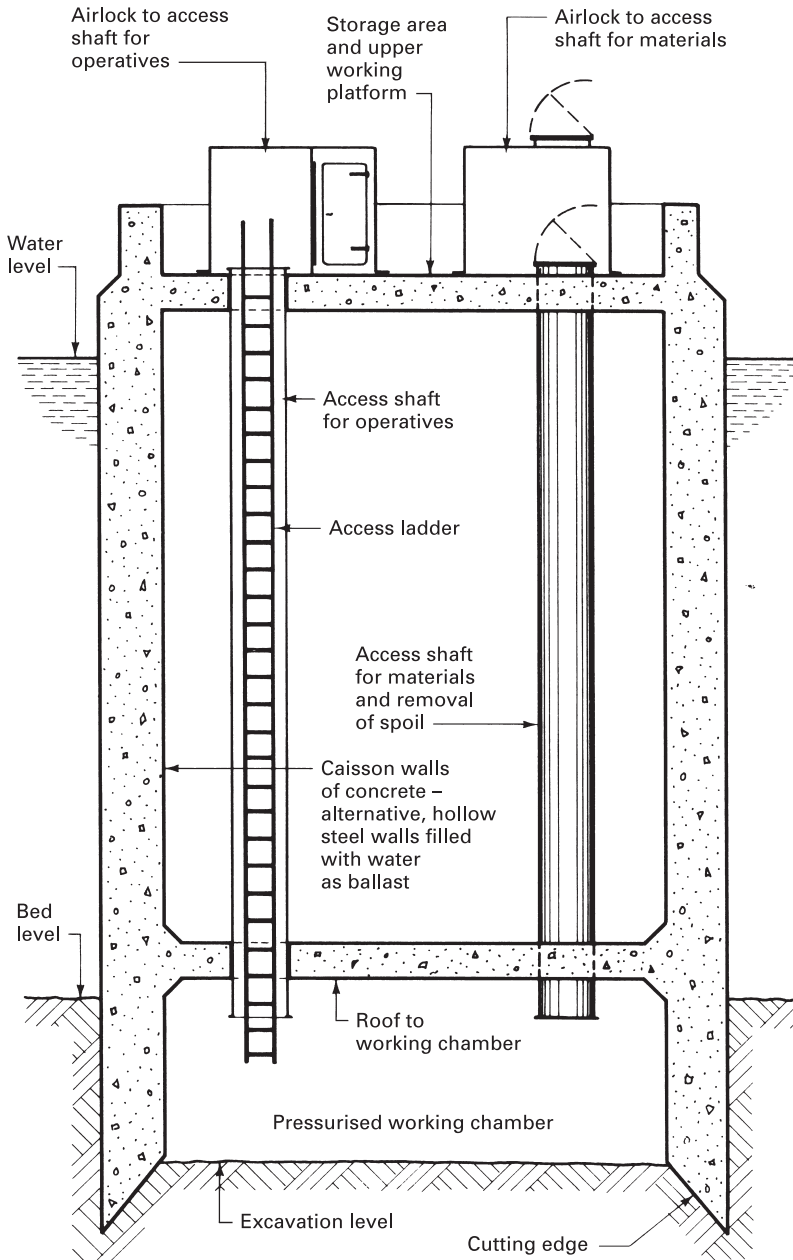 Airlock to access
shaft for
operatives
Storage area
and upper
working
platform
Airlock to access
shaft for materials
Water
level
Access shaft
for operatives
Access ladder
Access shaft
for materials
and removal
of spoil
Caisson walls
of concrete –
alternative, hollow
steel walls filled
with water
as ballast
Bed
level
Roof to
working chamber
Pressurised working chamber
Excavation level
Cutting edge